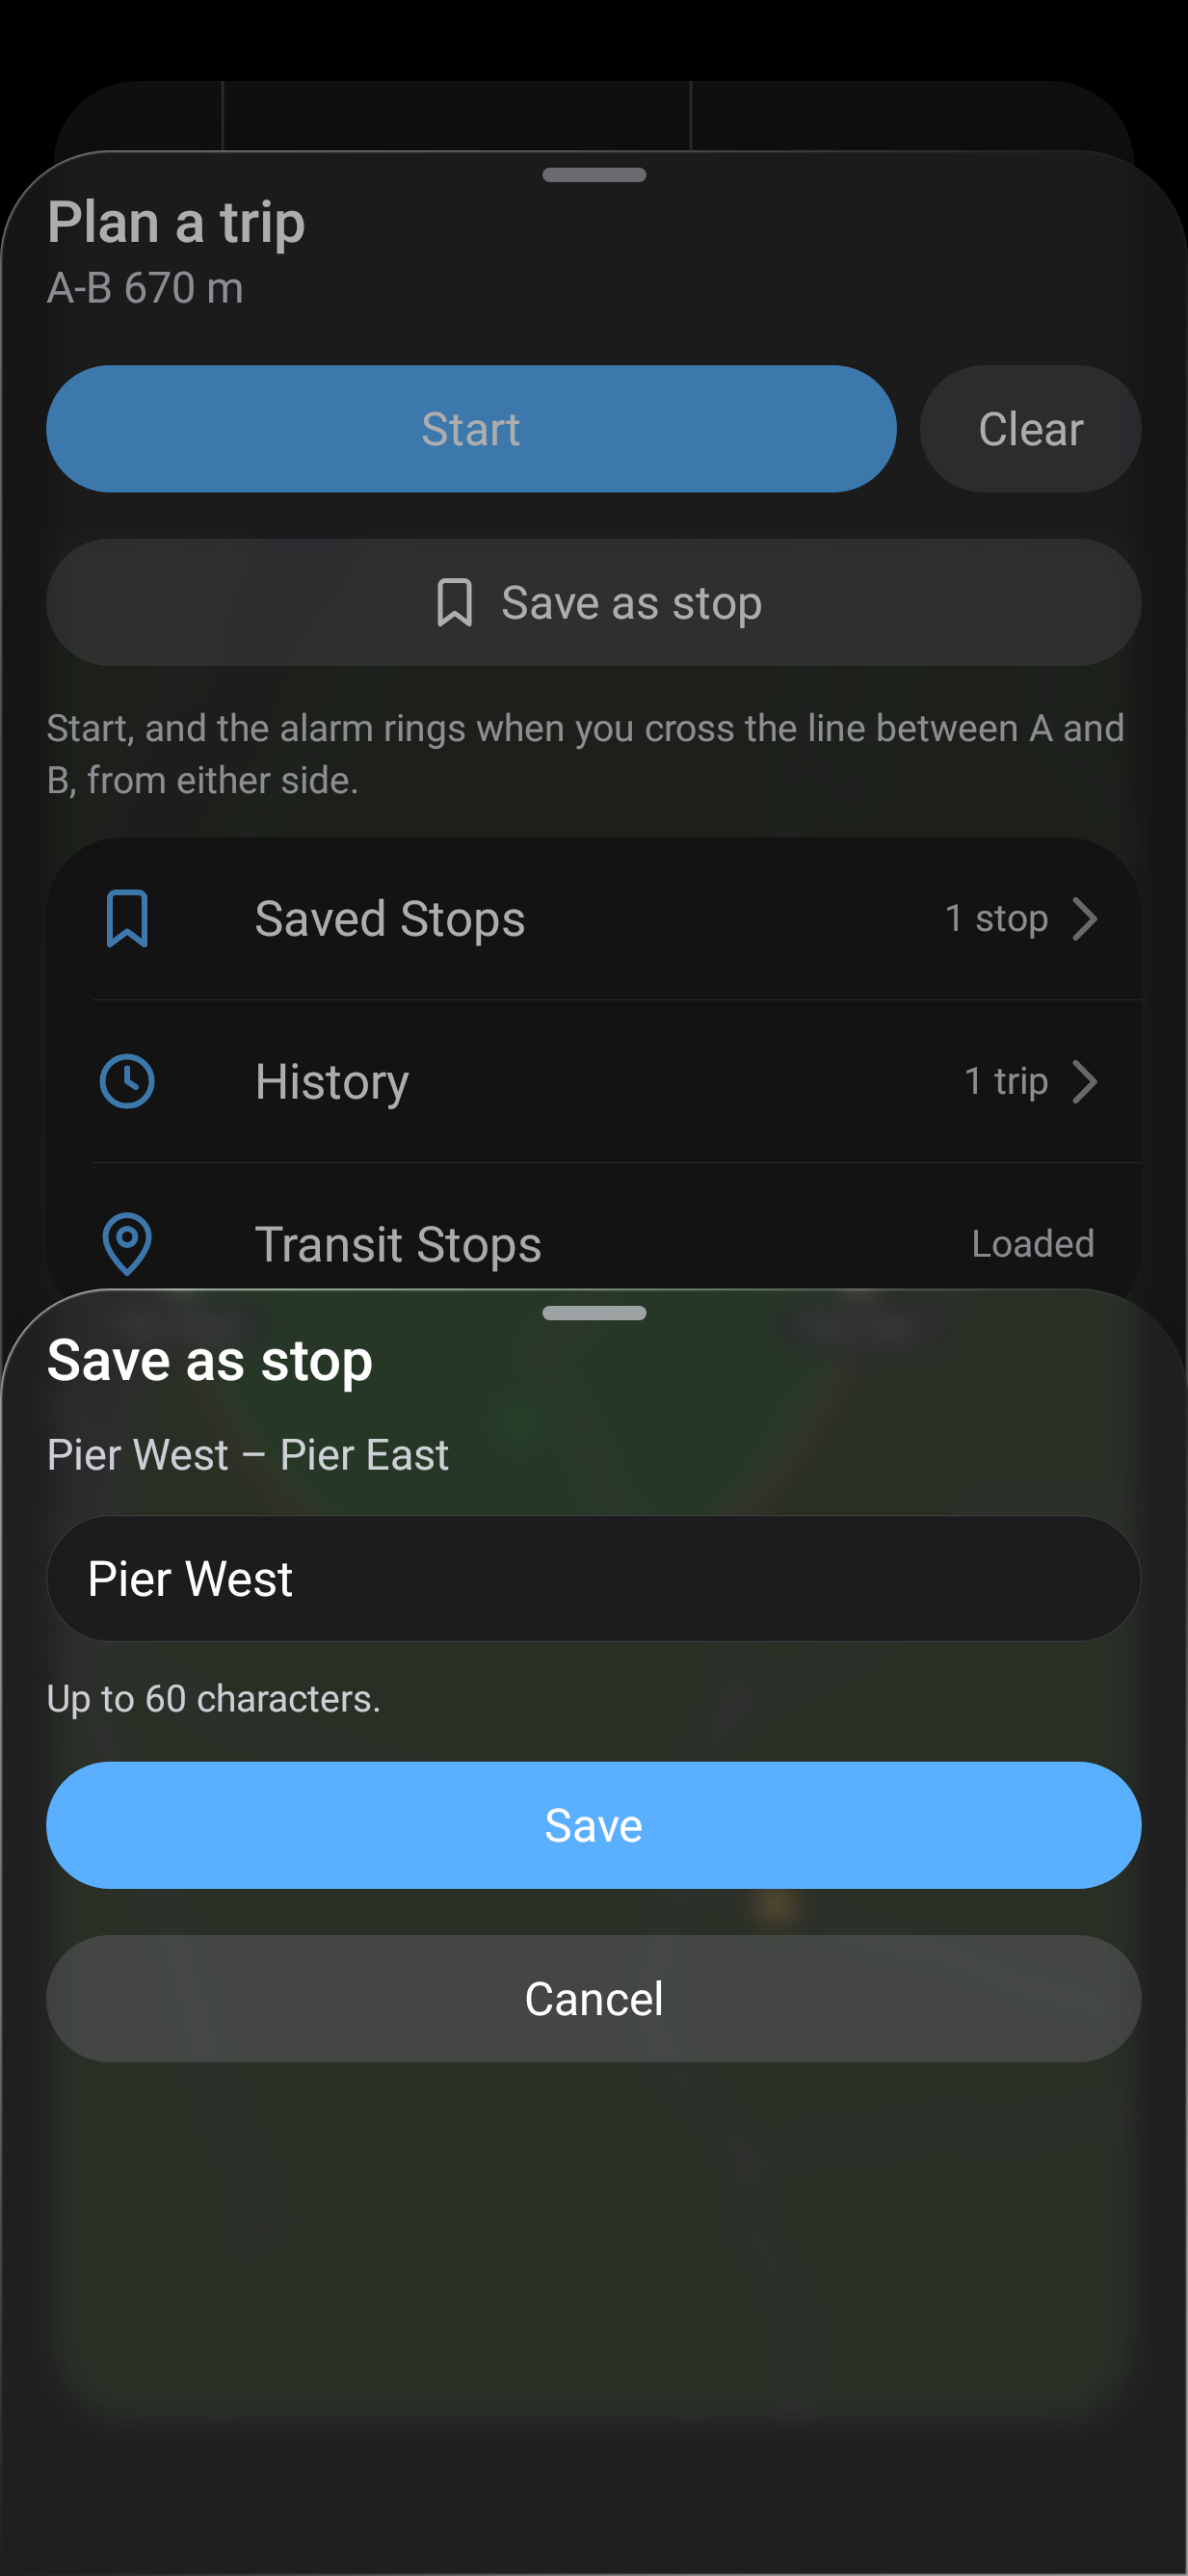 Plan a trip
A-B 670 m
Start
Clear
Save as stop
Start, and the alarm rings when you cross the line between A and
B, from either side.
Saved Stops
1 stop
History
1 trip
Transit Stops
Loaded
Save as stop
Pier West – Pier East
Pier West
Up to 60 characters.
Save
Cancel